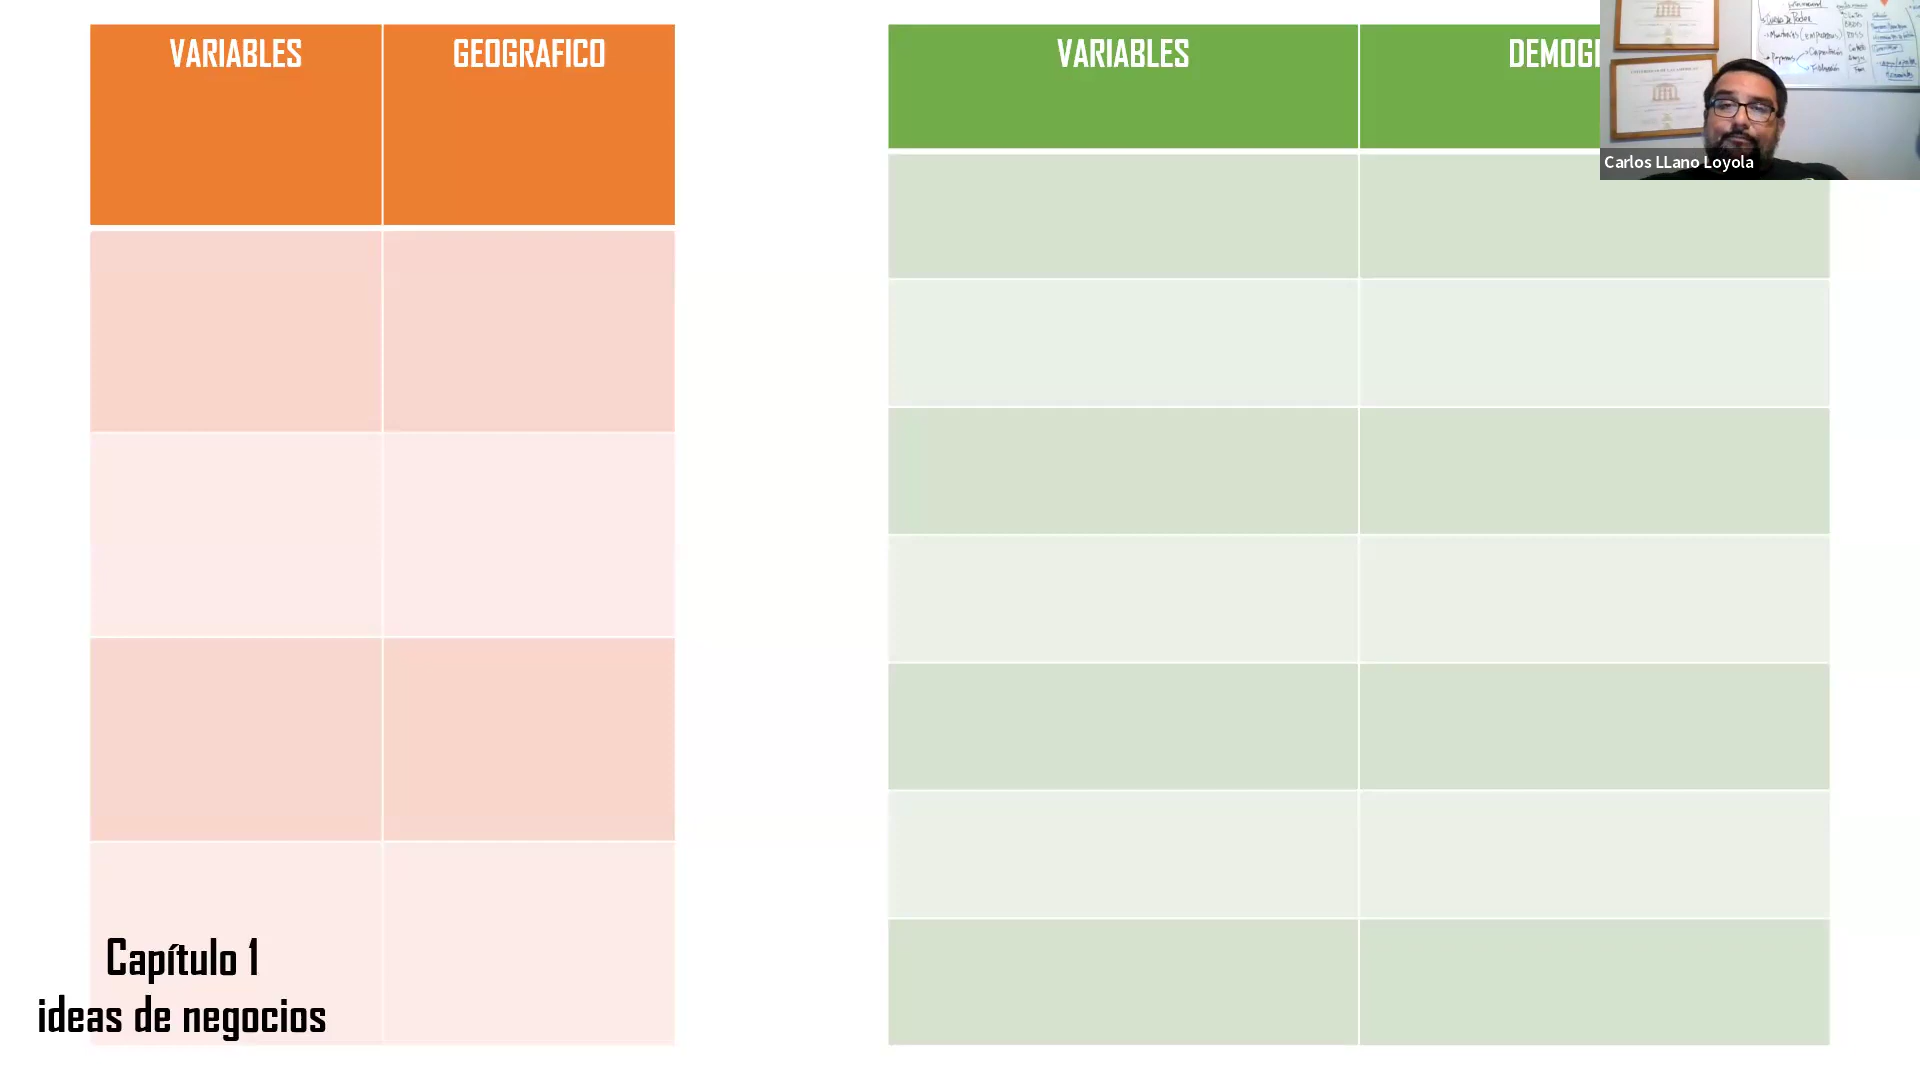 VARIABLES
GEOGRAFICO
VARIABLES
DEMOG
Carlos LLano Loyola
Capítulo 1
ideas de negocios